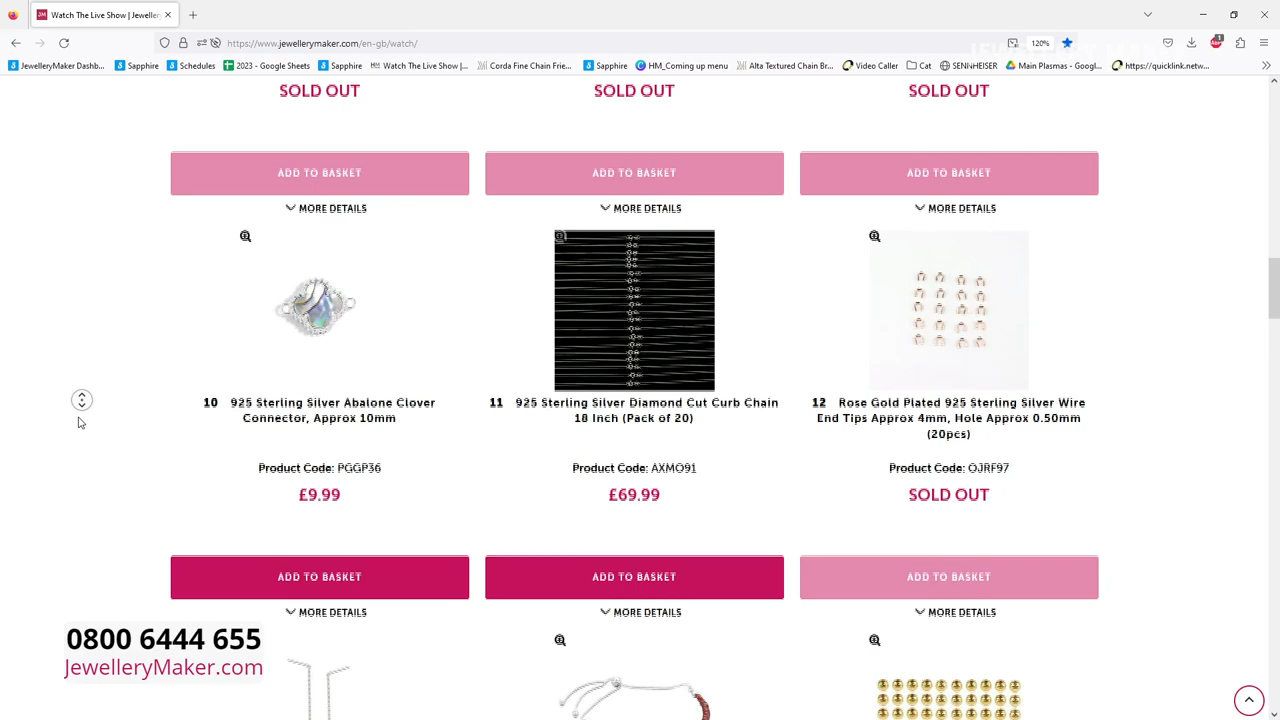 Watch The Live Show | Jeweller
https://www.jewellerymaker.com/en-gb/watch/
120%
1
JewelleryMaker Dashb...
Sapphire
Schedules
2023 - Google Sheets
Sapphire
Watch The Live Show |...
Corda Fine Chain Frie...
Sapphire
HM_Coming up menu
Alta Textured Chain Br...
Video Caller
Cat
SENNHEISER
Main Plasmas - Googl...
https://quicklink.netw...
SOLD OUT
SOLD OUT
SOLD OUT
ADD TO BASKET
ADD TO BASKET
ADD TO BASKET
MORE DETAILS
MORE DETAILS
MORE DETAILS
10 925 Sterling Silver Abalone Clover
Connector, Approx 10mm
11 925 Sterling Silver Diamond Cut Curb Chain
18 Inch (Pack of 20)
12 Rose Gold Plated 925 Sterling Silver Wire
End Tips Approx 4mm, Hole Approx 0.50mm
(20pcs)
Product Code: PGGP36
Product Code: AXMO91
Product Code: OJRF97
£9.99
£69.99
SOLD OUT
ADD TO BASKET
ADD TO BASKET
ADD TO BASKET
MORE DETAILS
MORE DETAILS
MORE DETAILS
0800 6444 655
JewelleryMaker.com